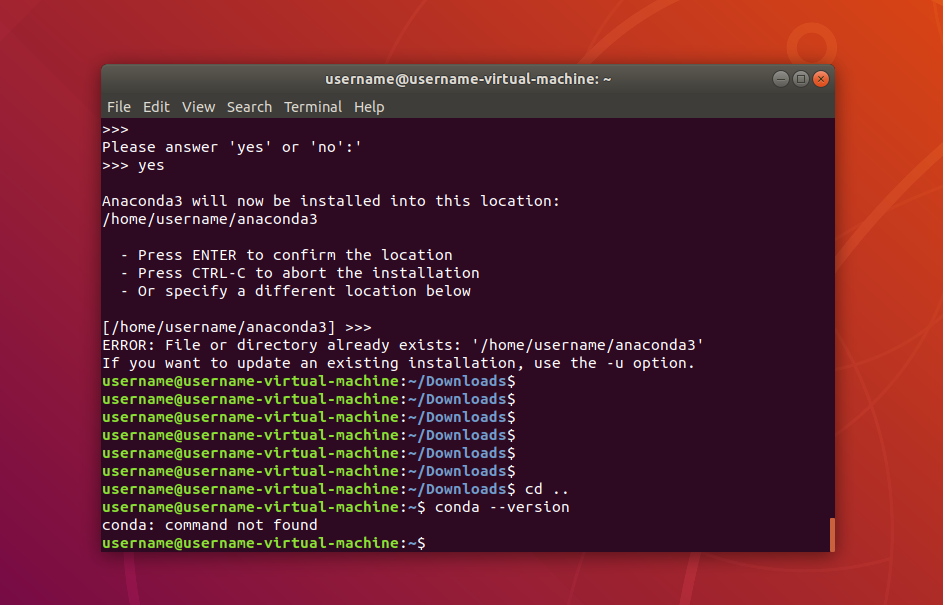 username@username-virtual-machine: ~
File Edit View Search Terminal Help
>>>
Please answer 'yes' or 'no':'
>>> yes
Anaconda3 will now be installed into this location:
/home/username/anaconda3
- Press ENTER to confirm the location
- Press CTRL-C to abort the installation
- Or specify a different location below
[/home/username/anaconda3] >>>
ERROR: File or directory already exists: '/home/username/anaconda3'
If you want to update an existing installation, use the -u option.
username@username-virtual-machine:~/Downloads$
username@username-virtual-machine:~/Downloads$
username@username-virtual-machine:~/Downloads$
username@username-virtual-machine:~/Downloads$
username@username-virtual-machine:~/Downloads$
username@username-virtual-machine:~/Downloads$
username@username-virtual-machine:~/Downloads$ cd ..
username@username-virtual-machine:~$ conda --version
conda: command not found
username@username-virtual-machine:~$